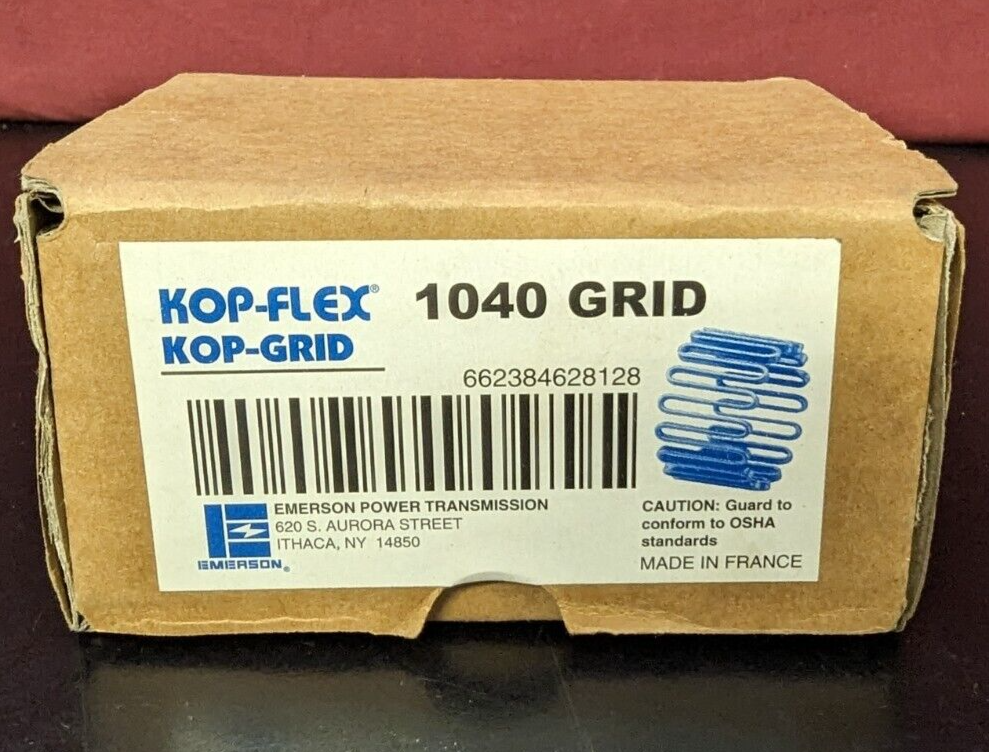 KOP-FLEX® 1040 GRID
KOP-GRID
662384628128
EMERSON POWER TRANSMISSION
620 S. AURORA STREET
ITHACA, NY 14850
EMERSON®
CAUTION: Guard to
conform to OSHA
standards
MADE IN FRANCE